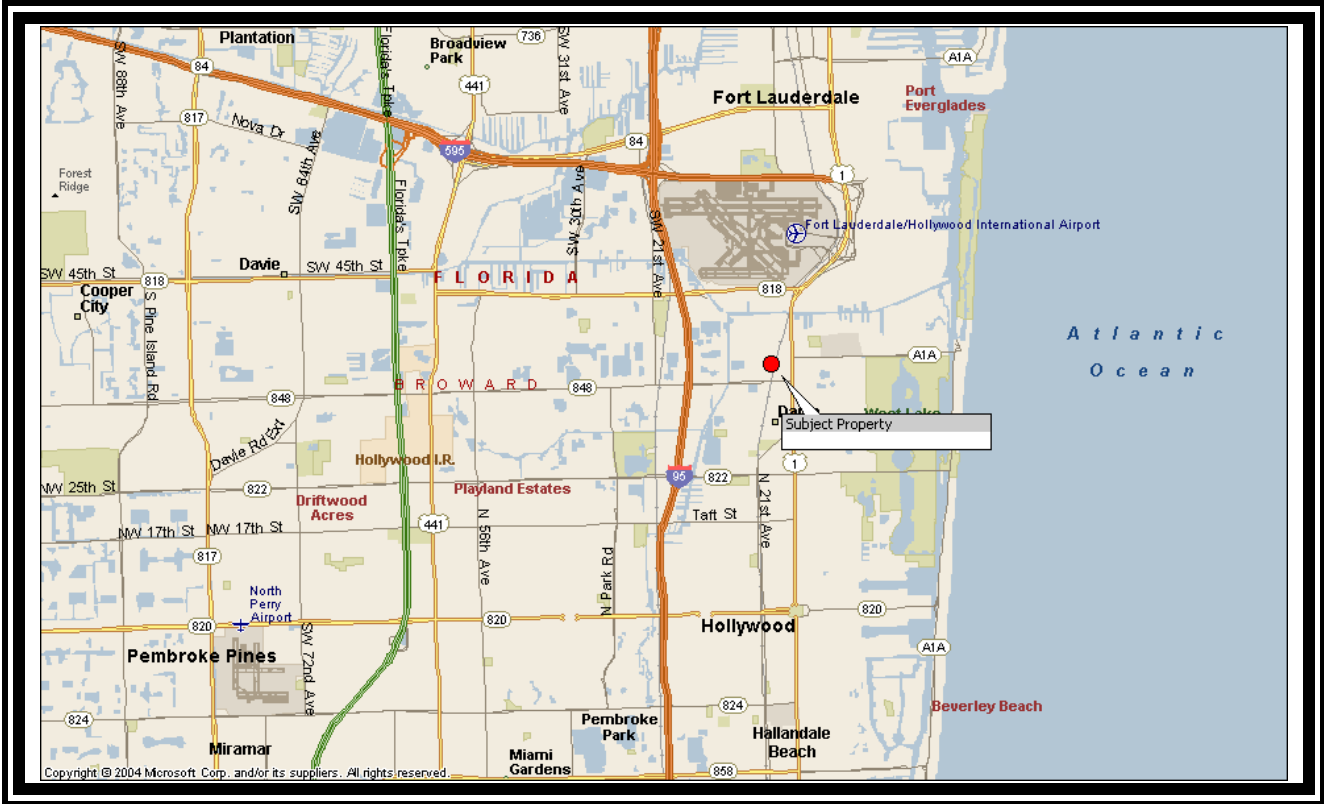 Plantation
Broadview
Park
736
SW 31st Ave
Florida's Tpke
SW 88th Ave
84
441
A1A
Fort Lauderdale
Port
Everglades
817
Nova Dr
SW 64th Ave
595
84
1
Forest
Ridge
Florida's Tpke
SW 30th Ave
SW 21st Ave
Fort Lauderdale/Hollywood International Airport
SW 45th St
Davie
SW 45th St
FLORIDA
818
818
Cooper
City
S Pine Island Rd
Atlantic
Ocean
A1A
BROWARD
848
848
West Lake
Subject Property
Davie Rd Ext
Hollywood I.R.
1
NW 25th St
822
Driftwood
Acres
Playland Estates
95
822
N 21st Ave
Taft St
NW 17th St
NW 17th St
441
N 56th Ave
817
N Park Rd
North
Perry
Airport
820
820
820
Hollywood
A1A
Pembroke Pines
SW 72nd Ave
824
824
Beverley Beach
Pembroke
Park
Hallandale
Beach
Miramar
Miami
Gardens
858
Copyright © 2004 Microsoft Corp. and/or its suppliers. All rights reserved.